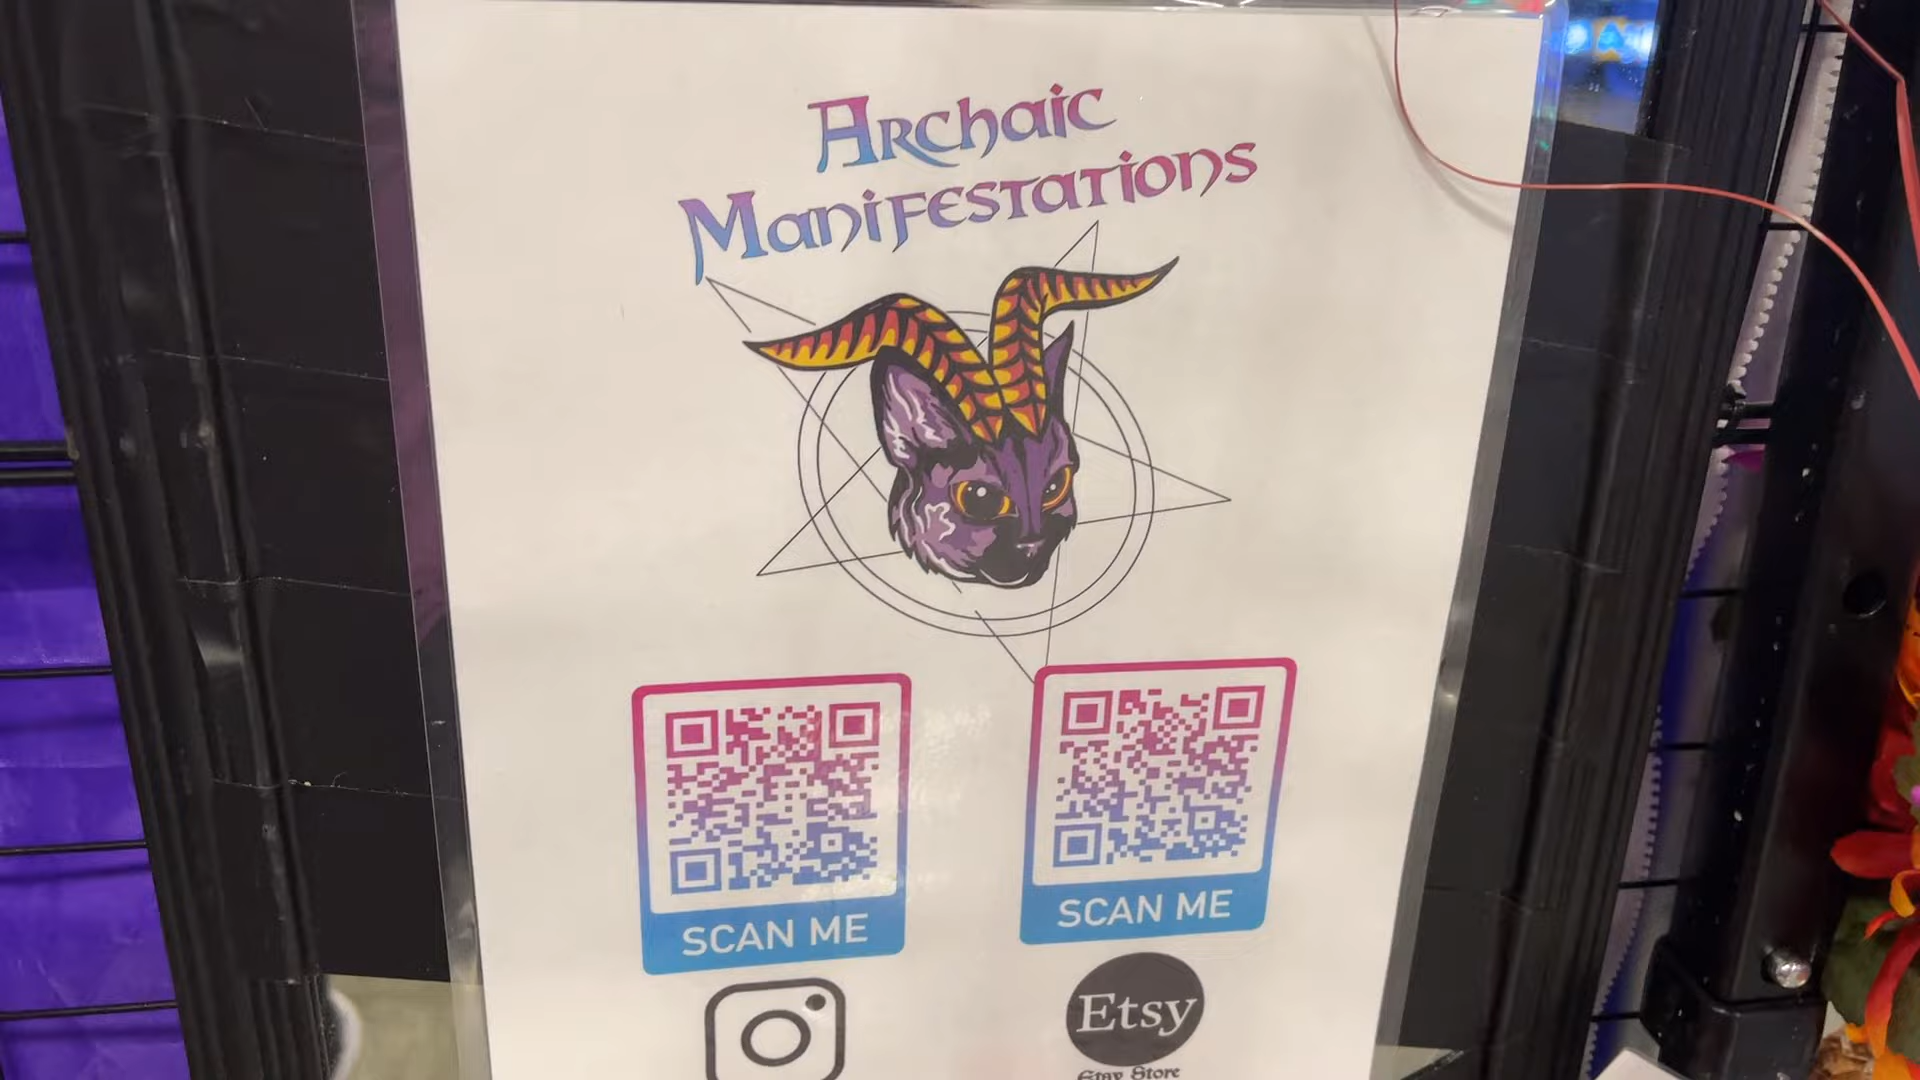 Archaic
Manifestations
SCAN ME
SCAN ME
Etsy
Etsy Store